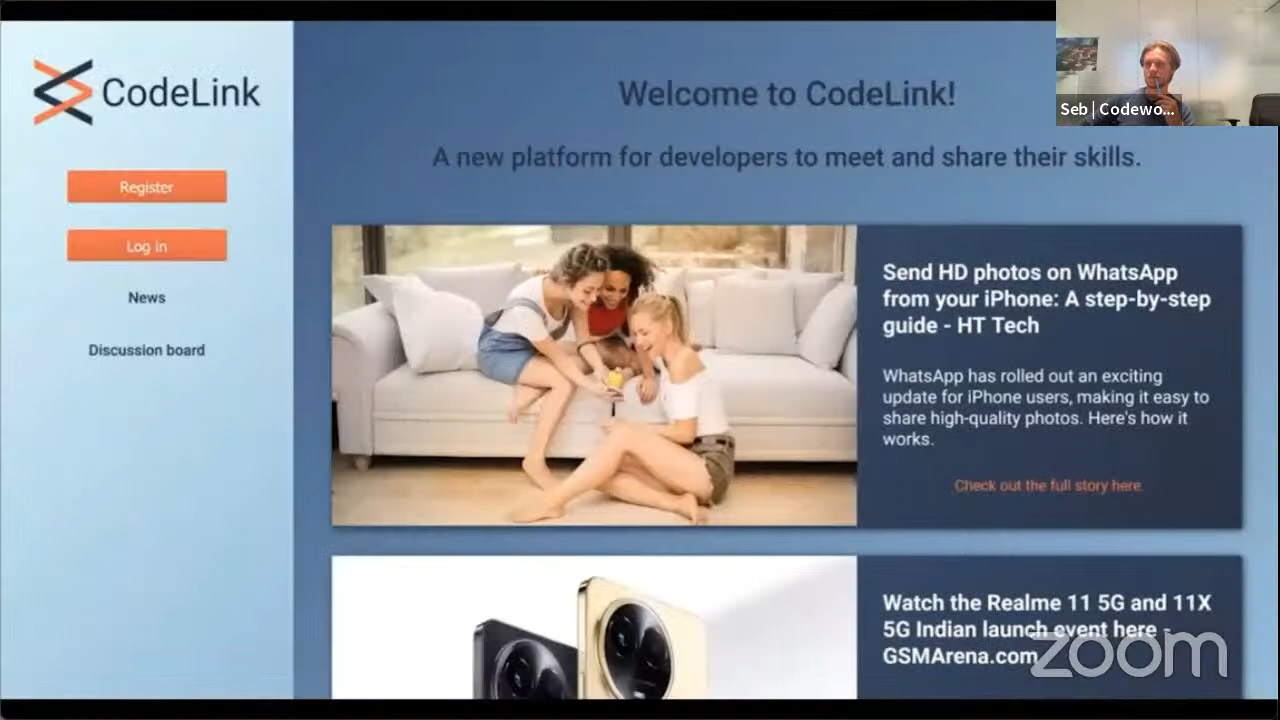 CodeLink
Register
Log in
News
Discussion board
Welcome to CodeLink!
A new platform for developers to meet and share their skills.
Send HD photos on WhatsApp
from your iPhone: A step-by-step
guide - HT Tech
WhatsApp has rolled out an exciting
update for iPhone users, making it easy to
share high-quality photos. Here's how it
works.
Check out the full story here.
Watch the Realme 11 5G and 11X
5G Indian launch event here -
GSMArena.com
Seb | Codewo...
zoom